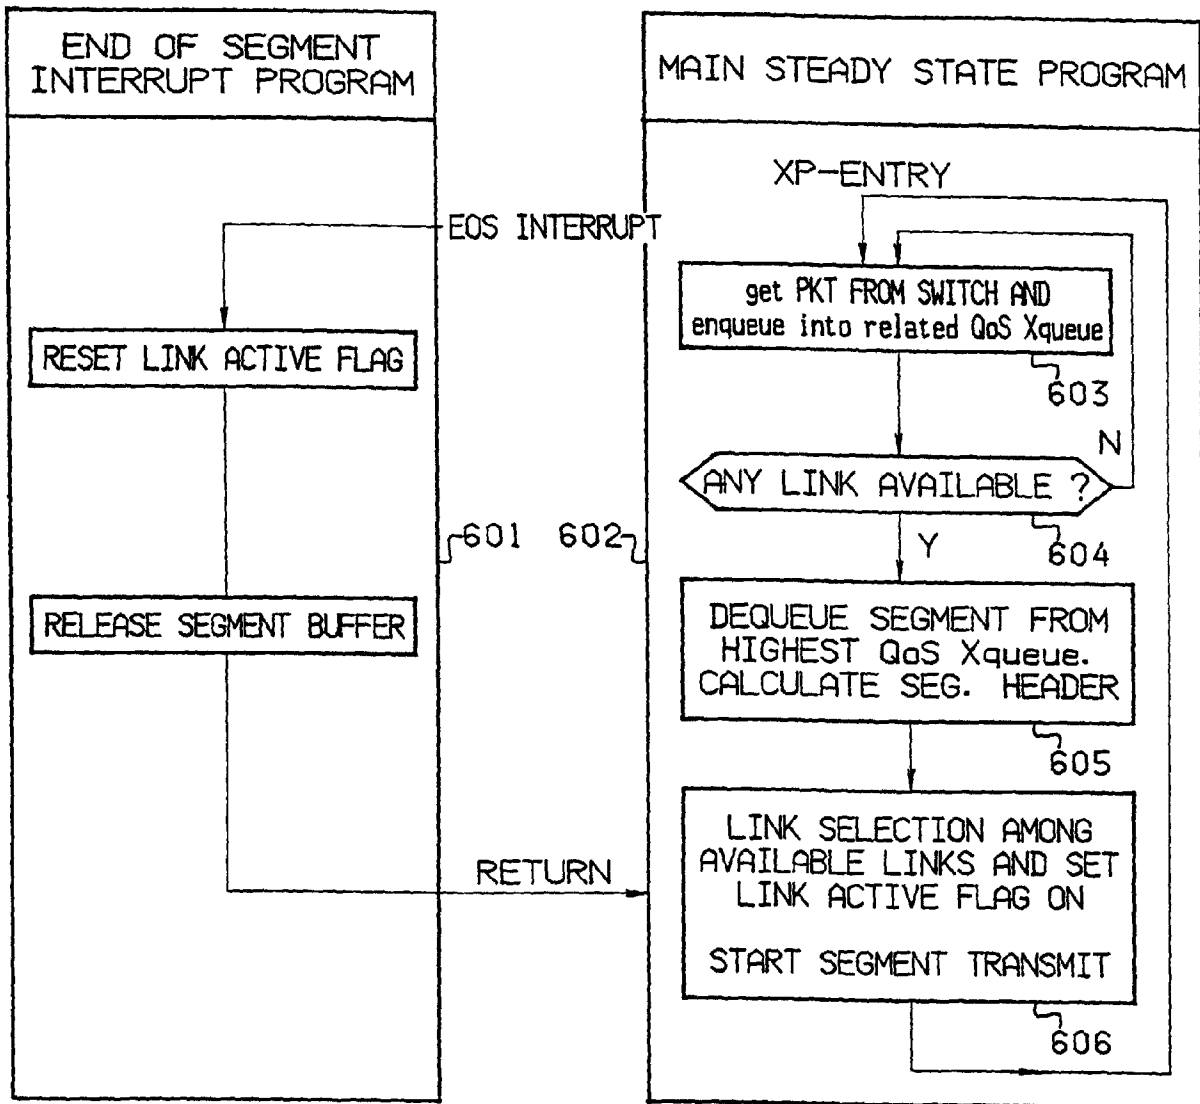 END OF SEGMENT
INTERRUPT PROGRAM
MAIN STEADY STATE PROGRAM
XP-ENTRY
EOS INTERRUPT
get PKT FROM SWITCH AND
enqueue into related QoS Xqueue
603
RESET LINK ACTIVE FLAG
N
ANY LINK AVAILABLE ?
604
601
602
Y
RELEASE SEGMENT BUFFER
DEQUEUE SEGMENT FROM
HIGHEST QoS Xqueue.
CALCULATE SEG. HEADER
605
LINK SELECTION AMONG
AVAILABLE LINKS AND SET
LINK ACTIVE FLAG ON
START SEGMENT TRANSMIT
606
RETURN